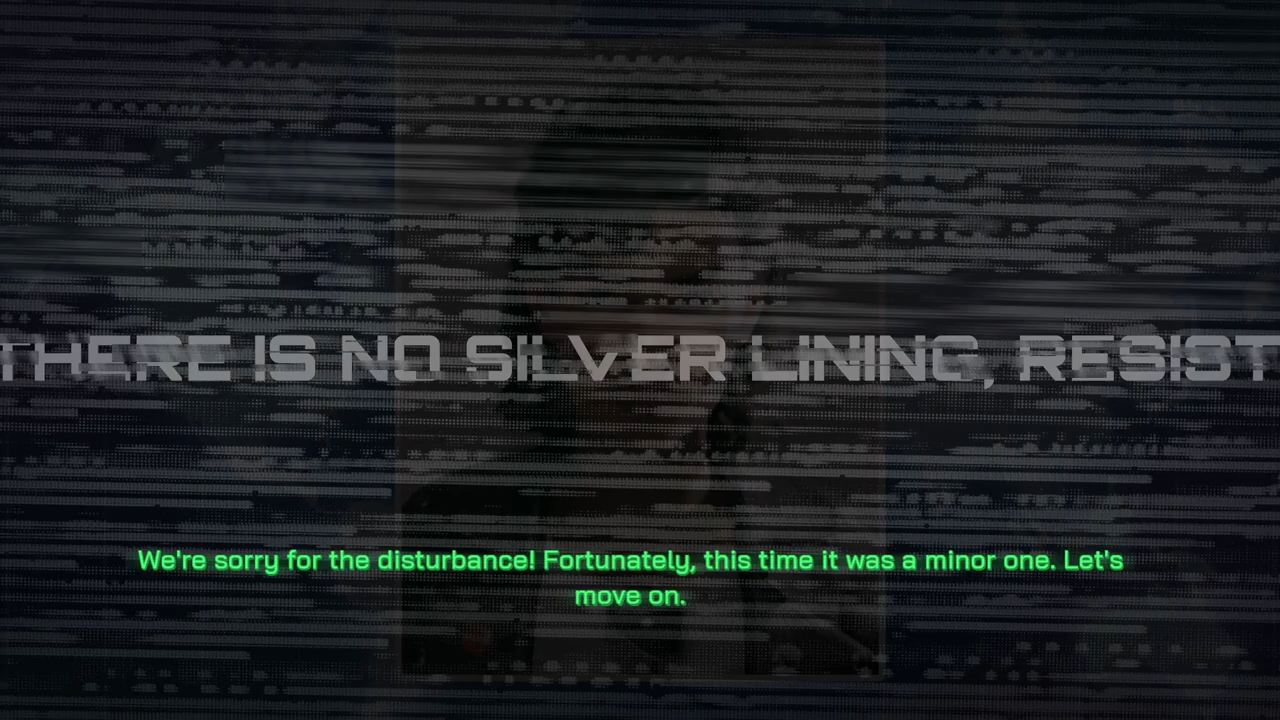 THERE IS NO SILVER LINING, RESIST
We're sorry for the disturbance! Fortunately, this time it was a minor one. Let's
move on.